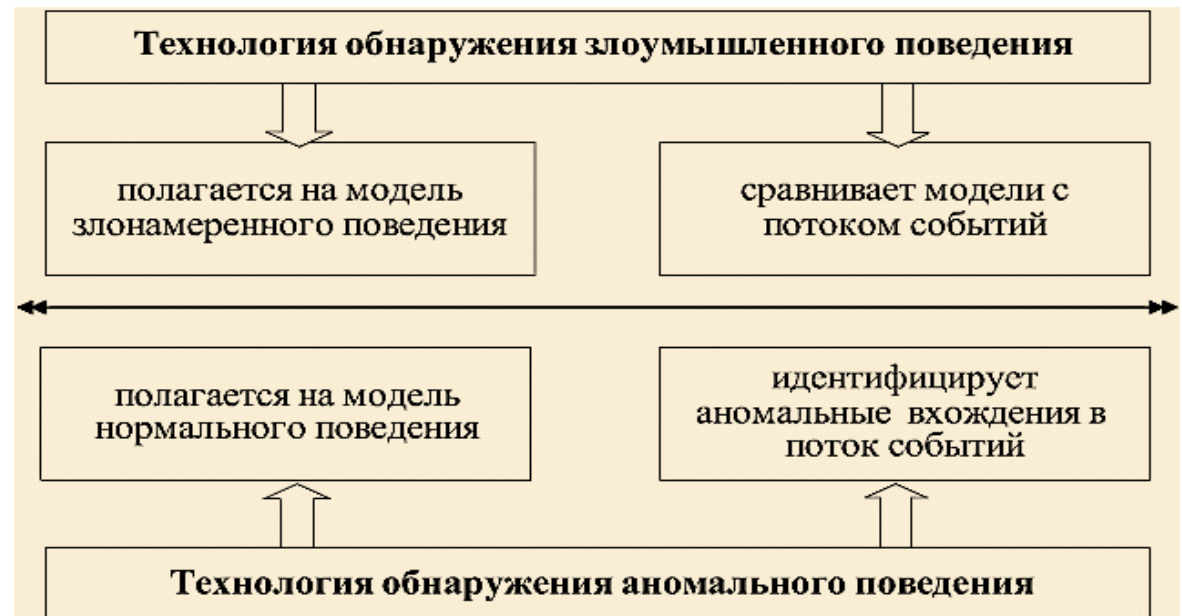 Технология обнаружения злоумышленного поведения
полагается на модель
злонамеренного поведения
сравнивает модели с
потоком событий
полагается на модель
нормального поведения
идентифицирует
аномальные вхождения в
поток событий
Технология обнаружения аномального поведения